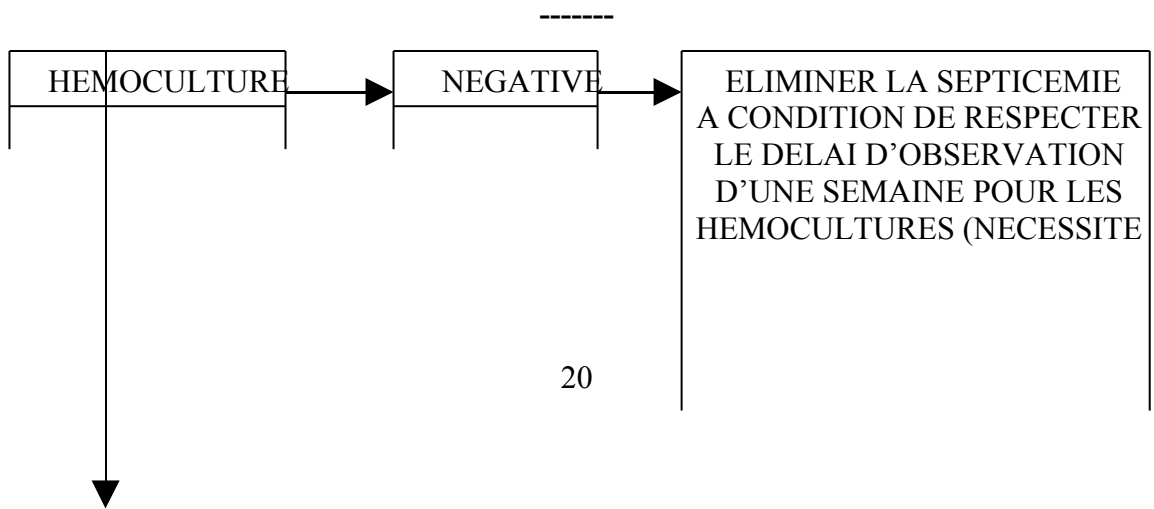 -------
HEMOCULTURE
NEGATIVE
ELIMINER LA SEPTICEMIE
A CONDITION DE RESPECTER
LE DELAI D’OBSERVATION
D’UNE SEMAINE POUR LES
HEMOCULTURES (NECESSITE
20